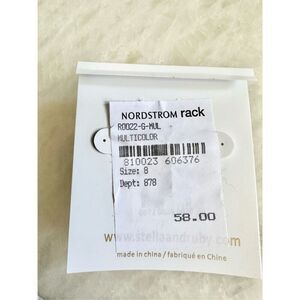 NORDSTROM rack
R0022-G-MUL
MULTICOLOR
810023 606376
Size: 8
Dept: 878
58.00
www.stellaandruby.com
made in china / fabriqué en Chine